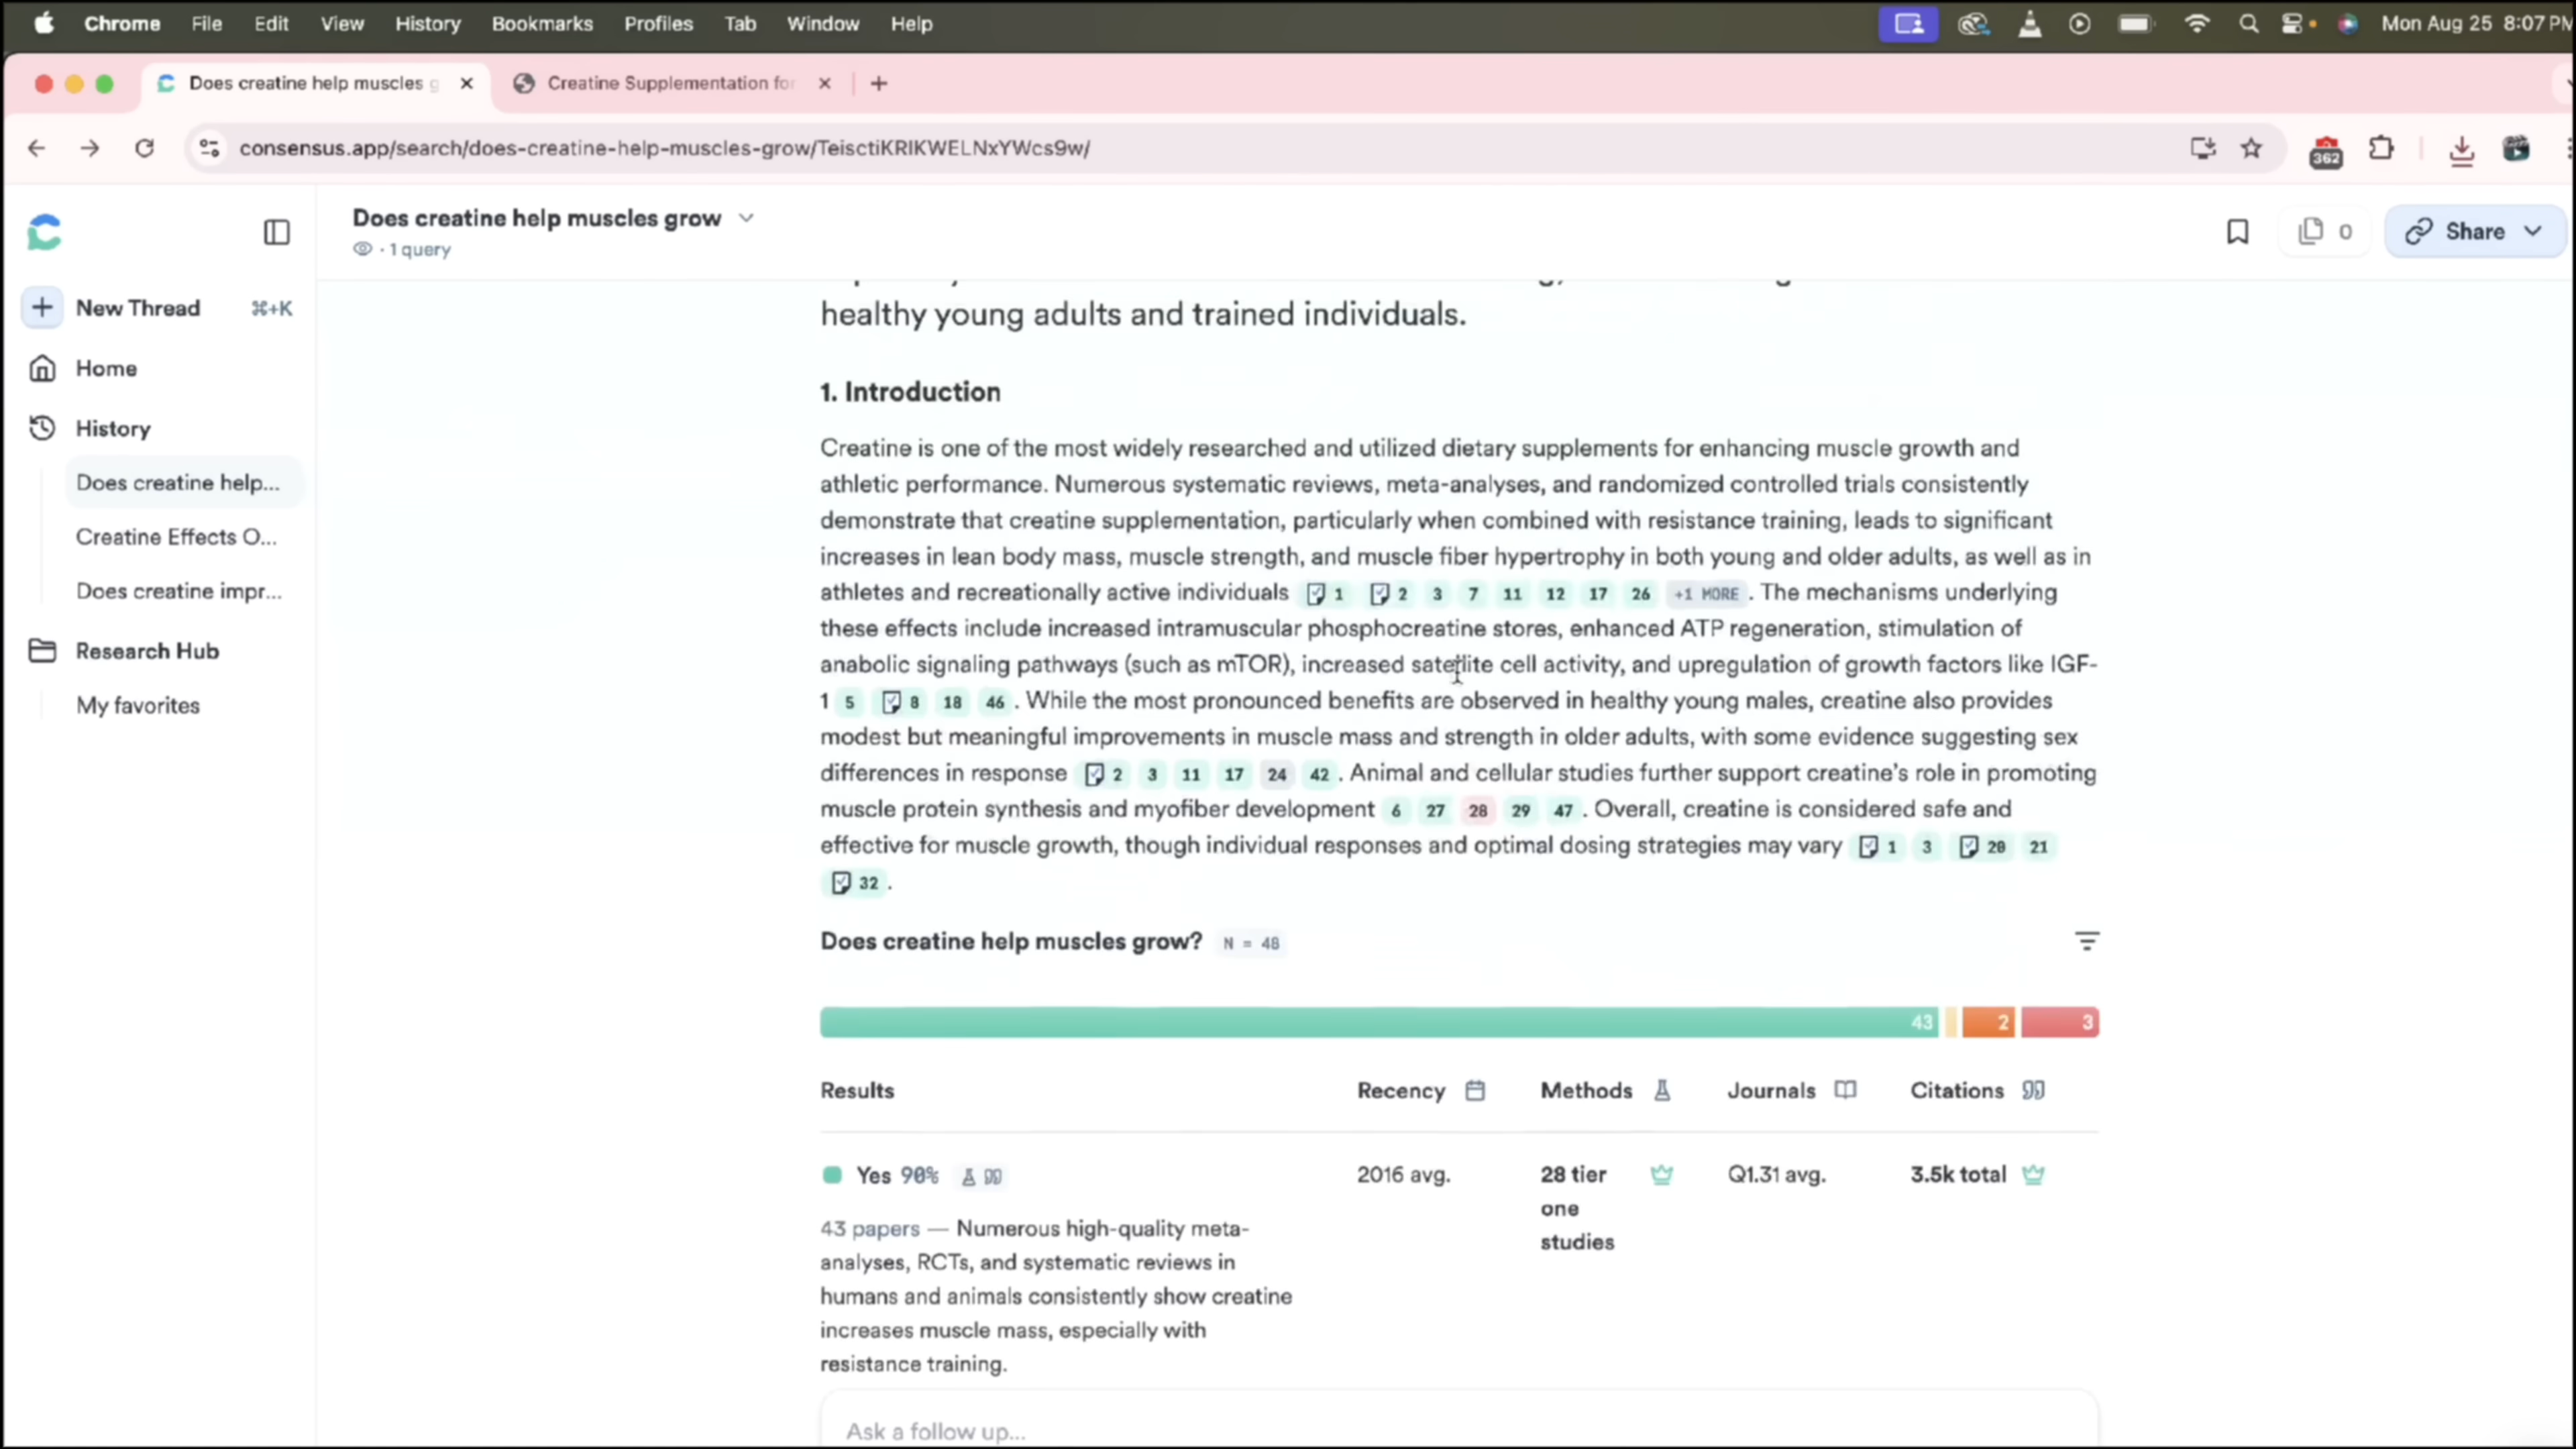 Chrome File Edit View History Bookmarks Profiles Tab Window Help Mon Aug 25 8:07 PM
Does creatine help muscles g
Creatine Supplementation for
consensus.app/search/does-creatine-help-muscles-grow/TeisctiKRIKWELNxYWcs9w/
362
Does creatine help muscles grow
· 1 query
0
Share
New Thread ⌘+K
Home
History
Does creatine help...
Creatine Effects O...
Does creatine impr...
Research Hub
My favorites
healthy young adults and trained individuals.
1. Introduction
Creatine is one of the most widely researched and utilized dietary supplements for enhancing muscle growth and
athletic performance. Numerous systematic reviews, meta-analyses, and randomized controlled trials consistently
demonstrate that creatine supplementation, particularly when combined with resistance training, leads to significant
increases in lean body mass, muscle strength, and muscle fiber hypertrophy in both young and older adults, as well as in
athletes and recreationally active individuals 1 2 3 7 11 12 17 26 +1 MORE . The mechanisms underlying
these effects include increased intramuscular phosphocreatine stores, enhanced ATP regeneration, stimulation of
anabolic signaling pathways (such as mTOR), increased satellite cell activity, and upregulation of growth factors like IGF-
1 5 8 18 46 . While the most pronounced benefits are observed in healthy young males, creatine also provides
modest but meaningful improvements in muscle mass and strength in older adults, with some evidence suggesting sex
differences in response 2 3 11 17 24 42 . Animal and cellular studies further support creatine's role in promoting
muscle protein synthesis and myofiber development 6 27 28 29 47 . Overall, creatine is considered safe and
effective for muscle growth, though individual responses and optimal dosing strategies may vary 1 3 20 21
32 .
Does creatine help muscles grow? N = 48
43 2 3
Results Recency Methods Journals Citations
Yes 90% 2016 avg. 28 tier Q1.31 avg. 3.5k total
one
studies
43 papers — Numerous high-quality meta-
analyses, RCTs, and systematic reviews in
humans and animals consistently show creatine
increases muscle mass, especially with
resistance training.
Ask a follow up...